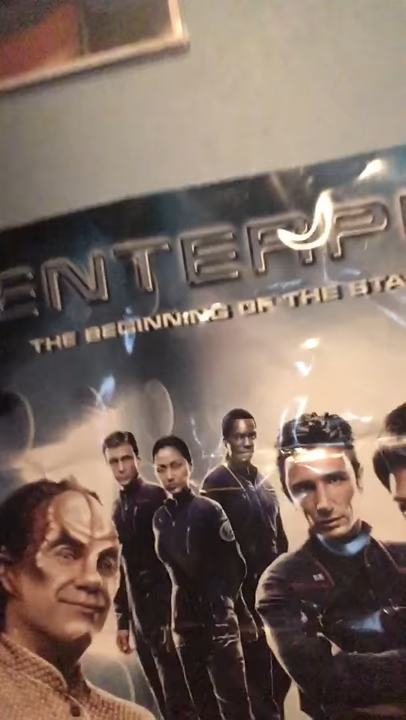 ENTERP
THE BEGINNING OF THE STA